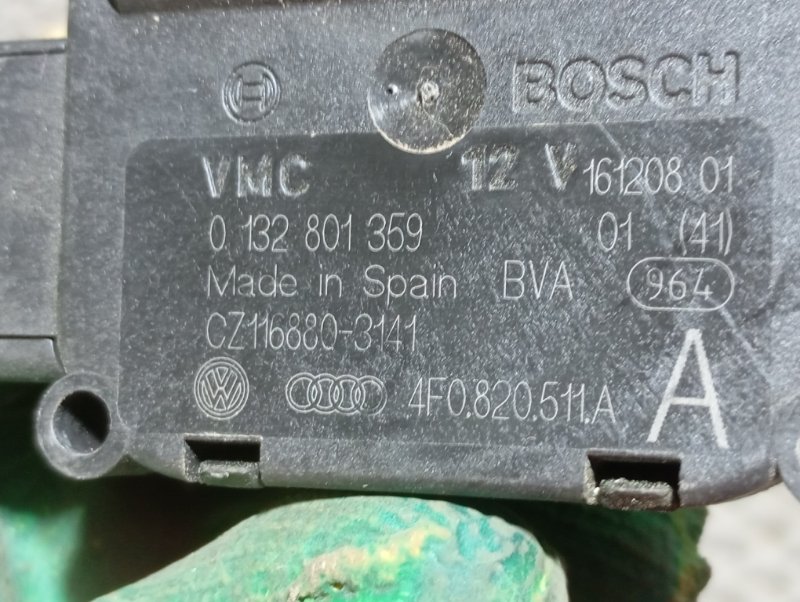 BOSCH
VMC 12 V 161208 01
0 132 801 359 01 (41)
Made in Spain BVA 964
CZ116880-3141
4F0.820.511.A A